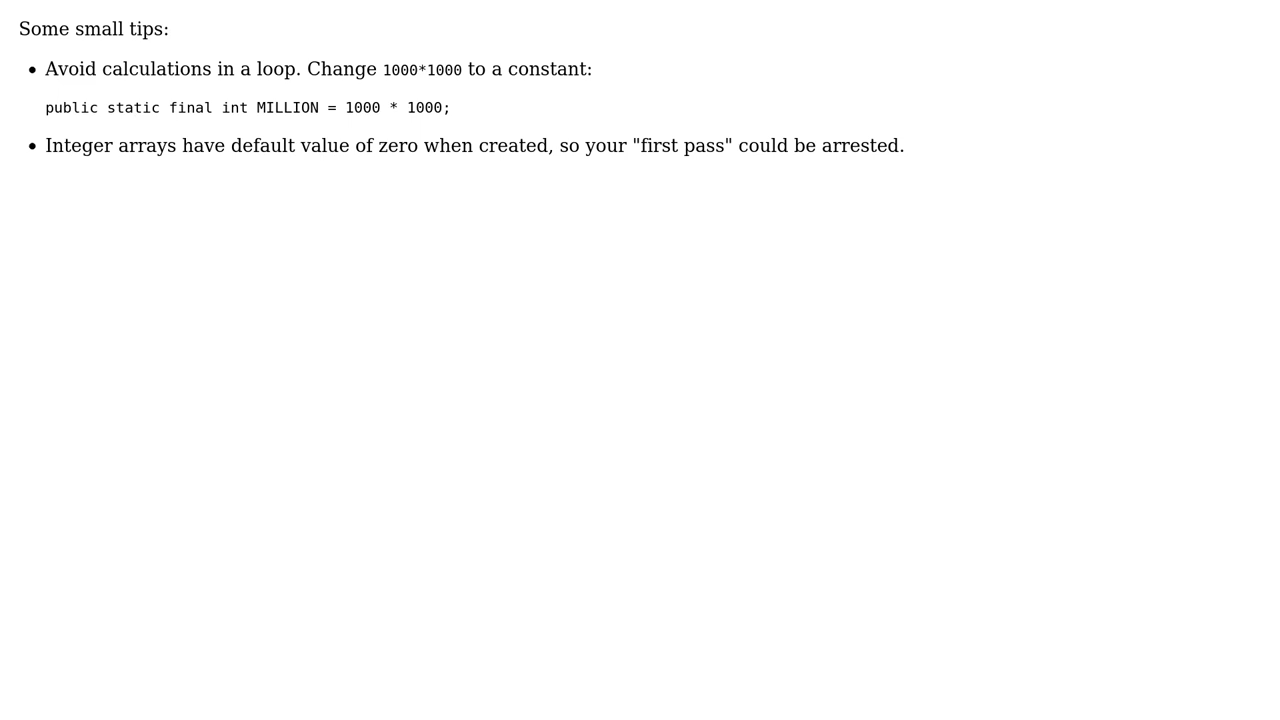 Some small tips:
• Avoid calculations in a loop. Change 1000*1000 to a constant:
public static final int MILLION = 1000 * 1000;
• Integer arrays have default value of zero when created, so your "first pass" could be arrested.